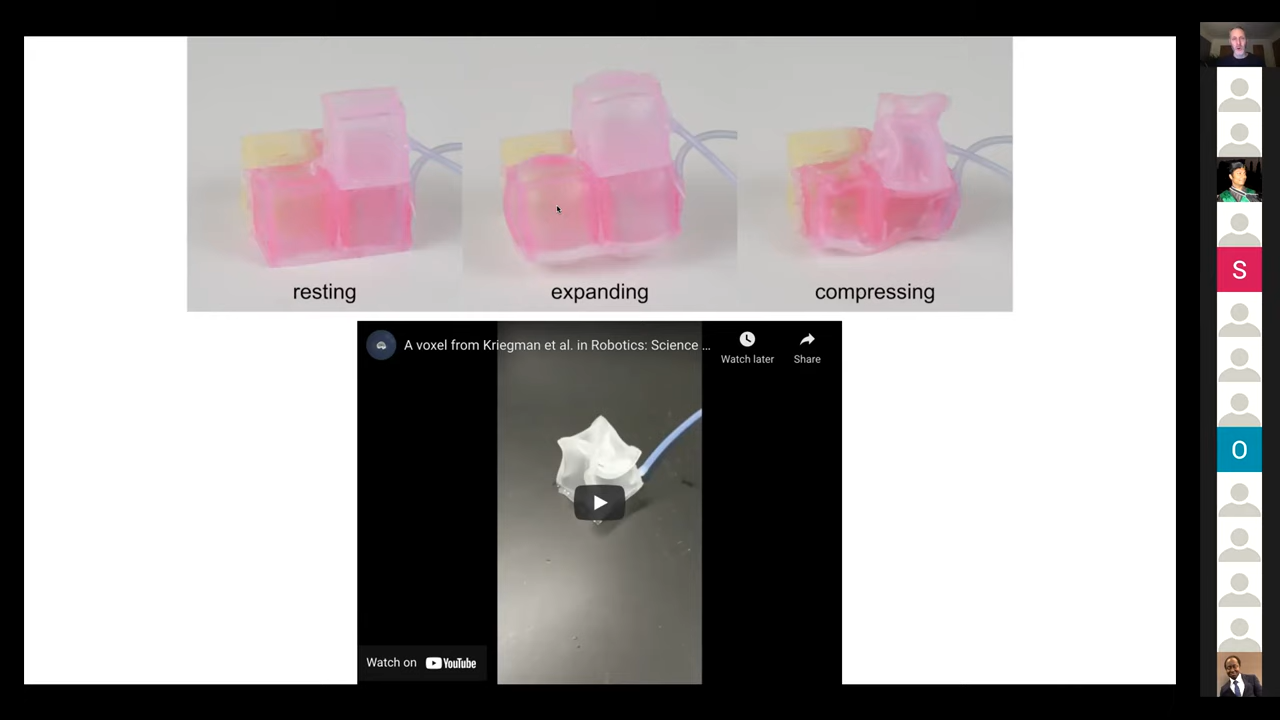 resting
expanding
compressing
A voxel from Kriegman et al. in Robotics: Science ...
Watch later
Share
Watch on YouTube
S
O